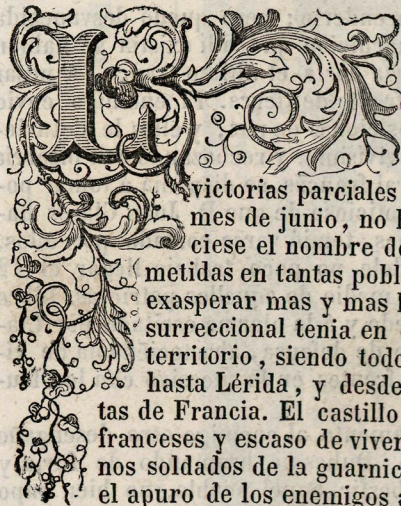 L
victorias parciales
mes de junio, no
ciese el nombre de
metidas en tantas pobl
exasperar mas y mas
surreccional tenia en
territorio, siendo todo
hasta Lérida, y desde
tas de Francia. El castillo
franceses y escaso de víver
nos soldados de la guarnic
el apuro de los enemigos a